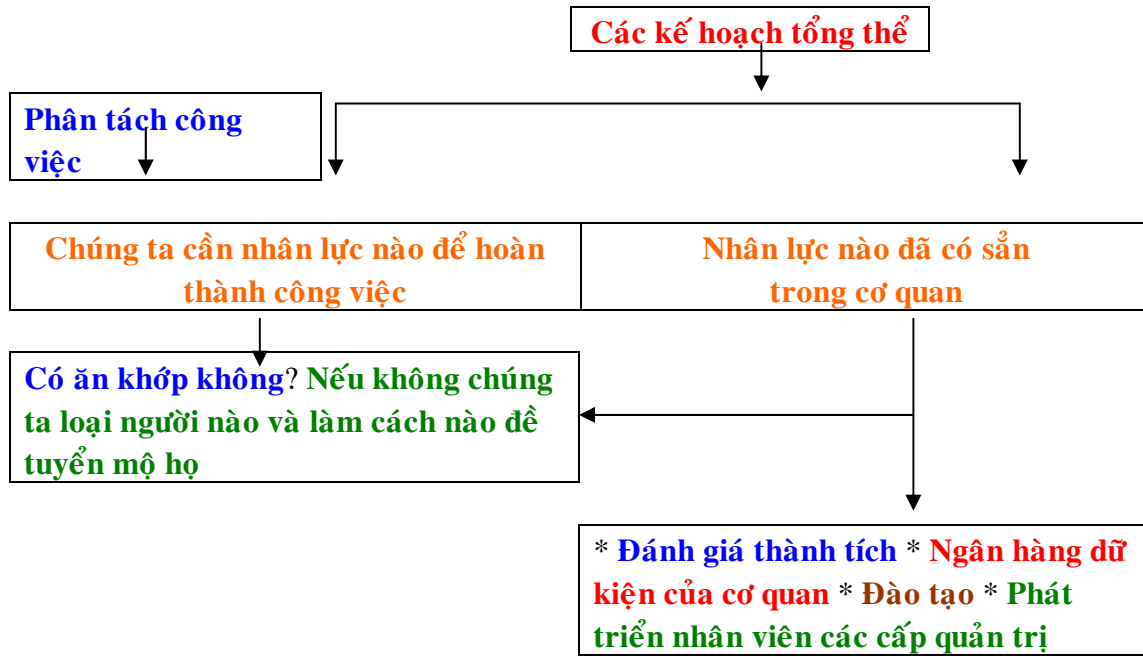 Các kế hoạch tổng thể
Phân tách công
việc
Chúng ta cần nhân lực nào để hoàn
thành công việc
Nhân lực nào đã có sẳn
trong cơ quan
Có ăn khớp không? Nếu không chúng
ta loại người nào và làm cách nào đề
tuyển mộ họ
* Đánh giá thành tích * Ngân hàng dữ
kiện của cơ quan * Đào tạo * Phát
triển nhân viên các cấp quản trị